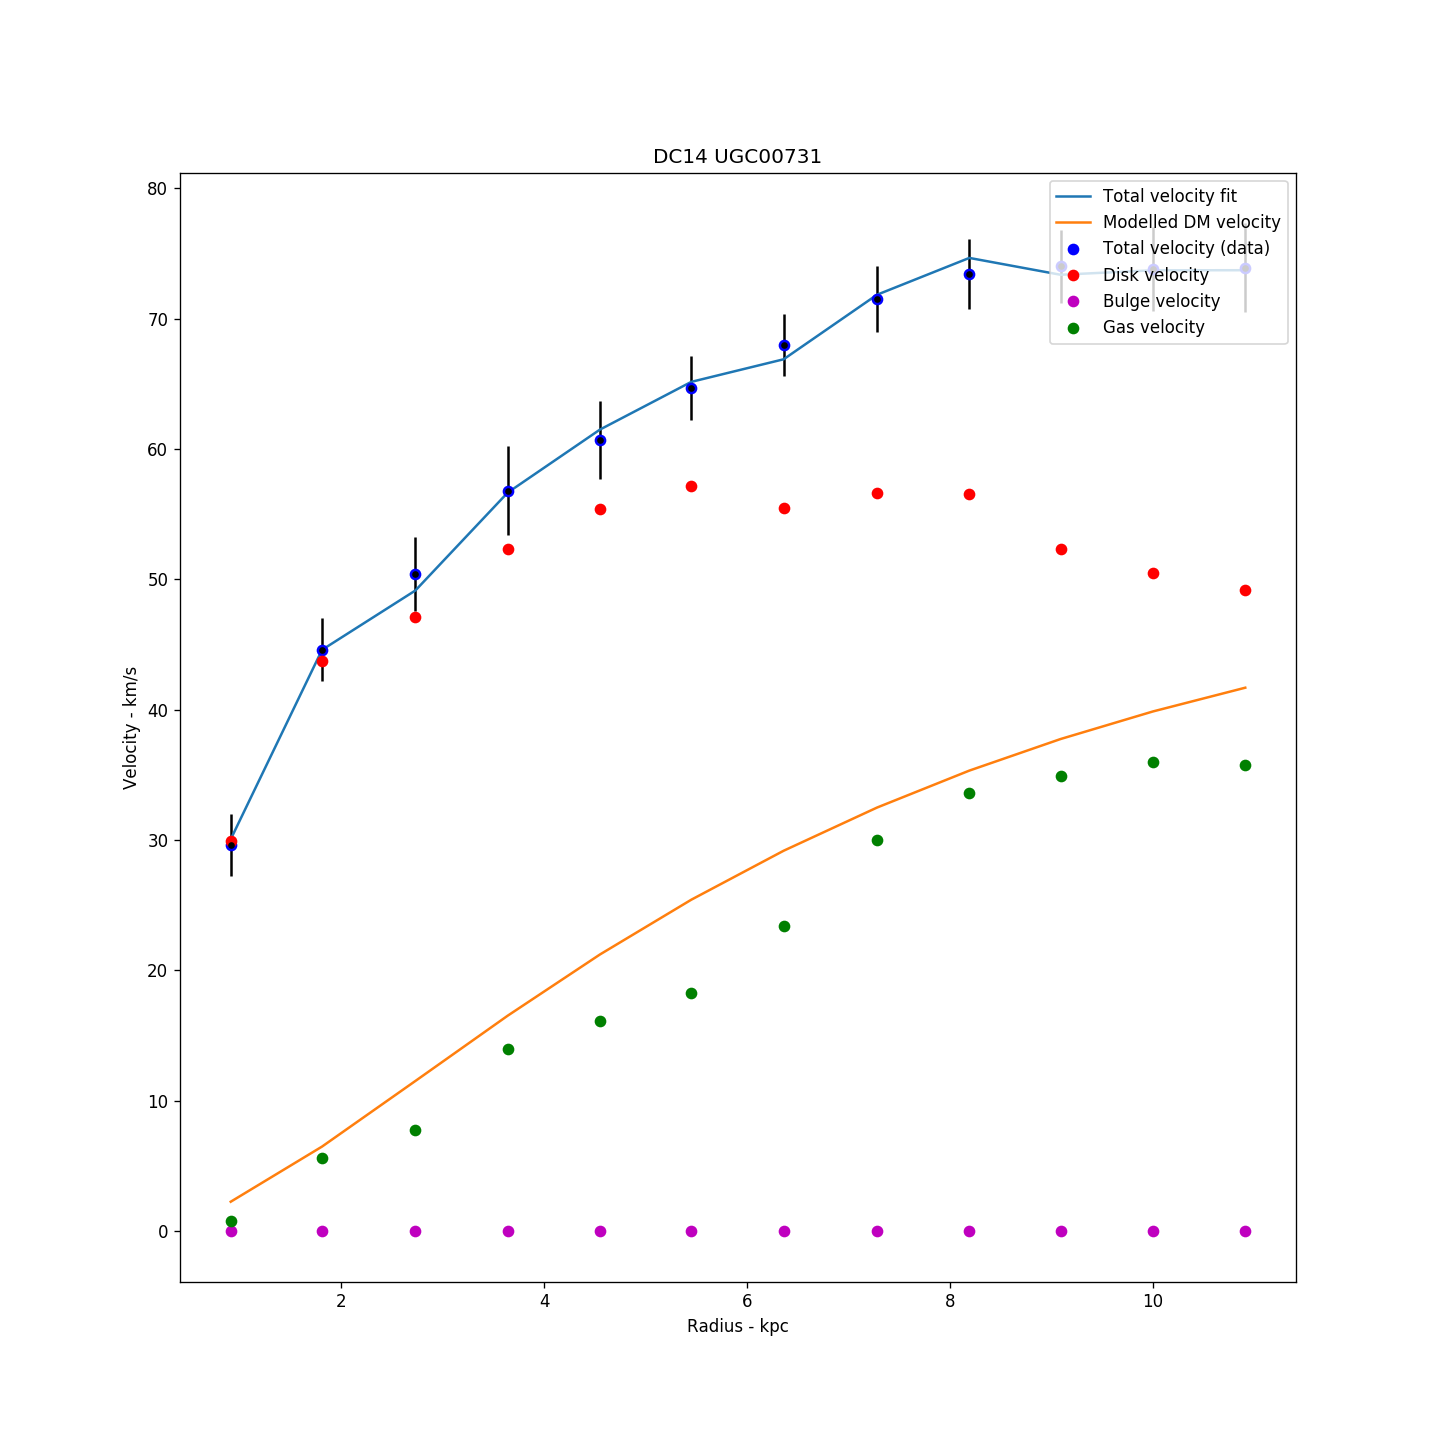 DC14 UGC00731
80
70
60
50
40
30
20
10
0
Velocity - km/s
2 4 6 8 10
Radius - kpc
Total velocity fit
Modelled DM velocity
Total velocity (data)
Disk velocity
Bulge velocity
Gas velocity